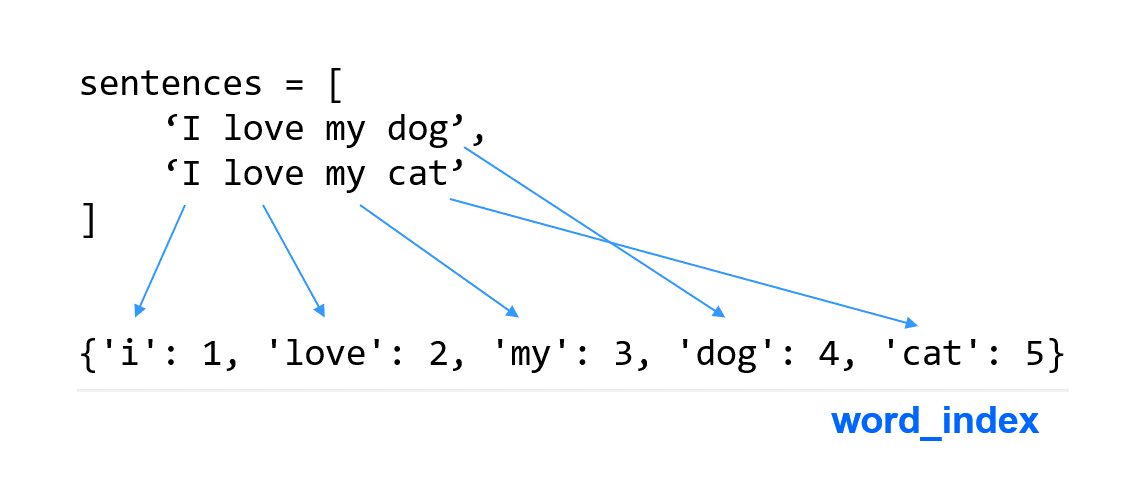 sentences = [
‘I love my dog’,
‘I love my cat’
]
{'i': 1, 'love': 2, 'my': 3, 'dog': 4, 'cat': 5}
word_index